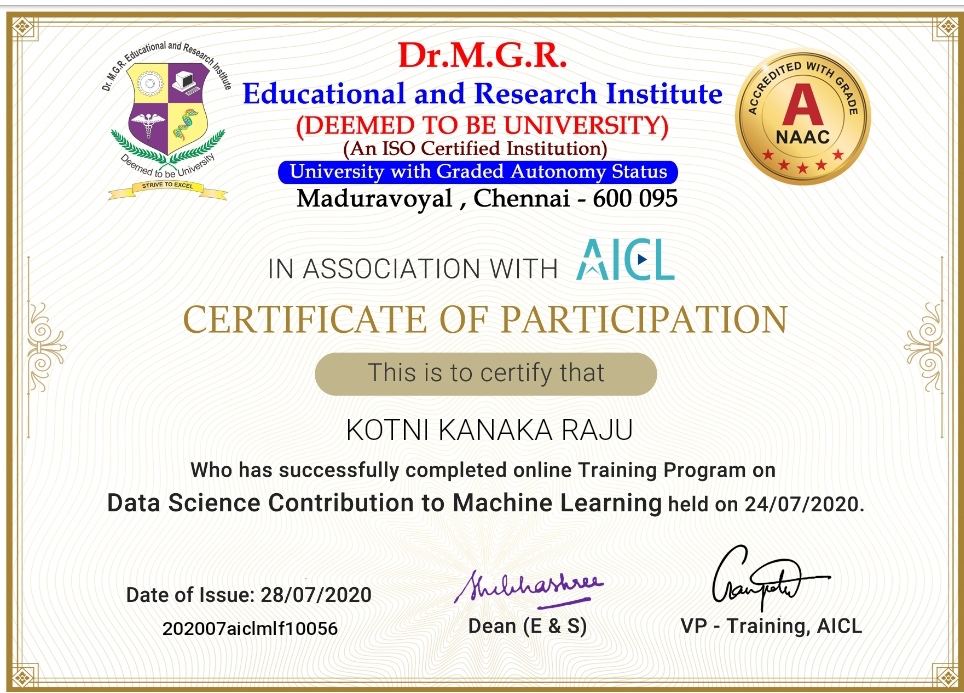 Dr. M.G.R. Educational and Research Institute
Deemed to be University
STRIVE TO EXCEL
Dr.M.G.R.
Educational and Research Institute
(DEEMED TO BE UNIVERSITY)
(An ISO Certified Institution)
University with Graded Autonomy Status
Maduravoyal , Chennai - 600 095
ACCREDITED WITH GRADE
A
NAAC
IN ASSOCIATION WITH AICL
CERTIFICATE OF PARTICIPATION
This is to certify that
KOTNI KANAKA RAJU
Who has successfully completed online Training Program on
Data Science Contribution to Machine Learning held on 24/07/2020.
Date of Issue: 28/07/2020
202007aiclmlf10056
Shubhashree
Dean (E & S)
VP - Training, AICL